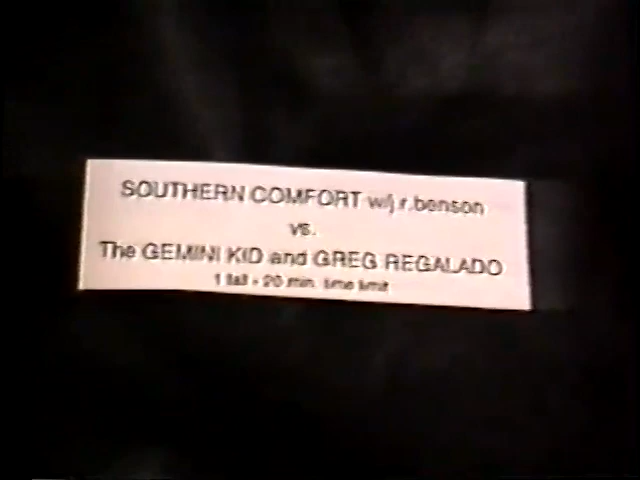 SOUTHERN COMFORT w/j.r.benson
vs.
The GEMINI KID and GREG REGALADO
1 fall - 20 min. time limit